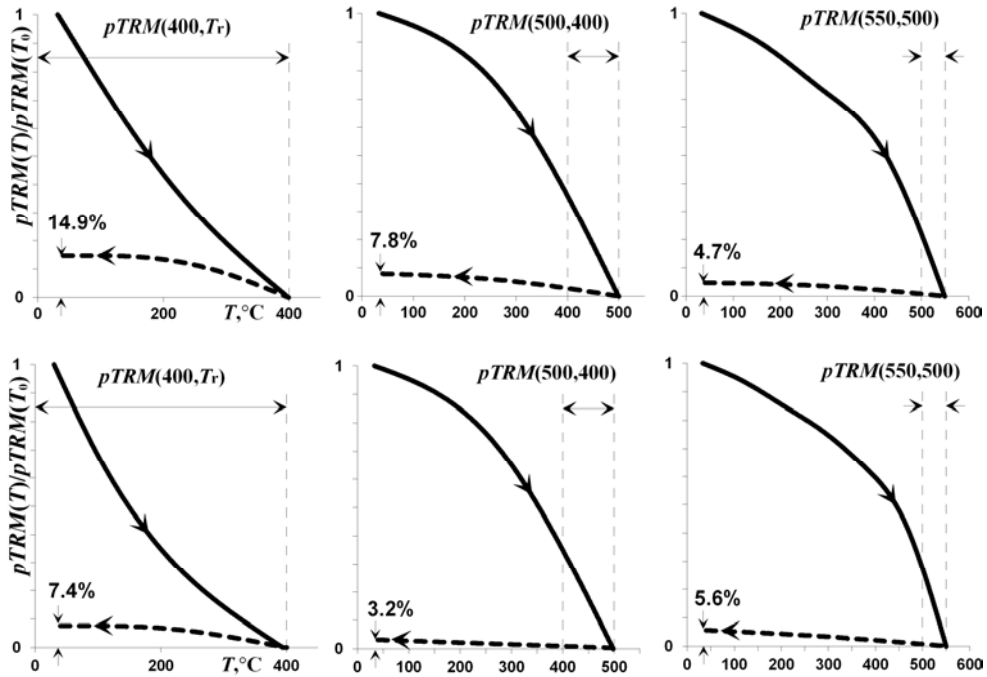 pTRM(T)/pTRM(T₀)
1
0
pTRM(400,Tr)
14.9%
0 200 400
T,°C
1
0
pTRM(500,400)
7.8%
0 100 200 300 400 500
1
0
pTRM(550,500)
4.7%
0 100 200 300 400 500 600
pTRM(T)/pTRM(T₀)
1
0
pTRM(400,Tr)
7.4%
0 200 400
T,°C
1
0
pTRM(500,400)
3.2%
0 100 200 300 400 500
1
0
pTRM(550,500)
5.6%
0 100 200 300 400 500 600